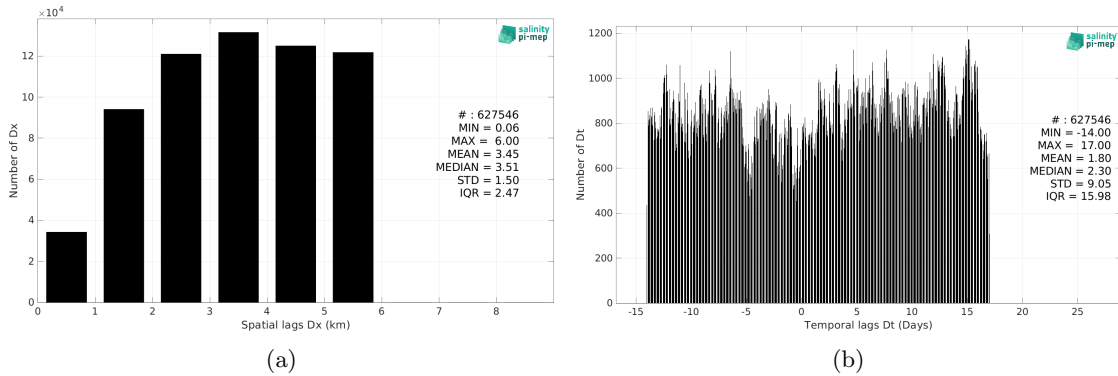 ×10⁴
12
10
8
6
4
2
0
Number of Dx
0 1 2 3 4 5 6 7 8
Spatial lags Dx (km)
salinity
pi-mep
# : 627546
MIN = 0.06
MAX = 6.00
MEAN = 3.45
MEDIAN = 3.51
STD = 1.50
IQR = 2.47
(a)
1200
1000
800
600
400
200
0
Number of Dt
-15 -10 -5 0 5 10 15 20 25
Temporal lags Dt (Days)
salinity
pi-mep
# : 627546
MIN = -14.00
MAX = 17.00
MEAN = 1.80
MEDIAN = 2.30
STD = 9.05
IQR = 15.98
(b)